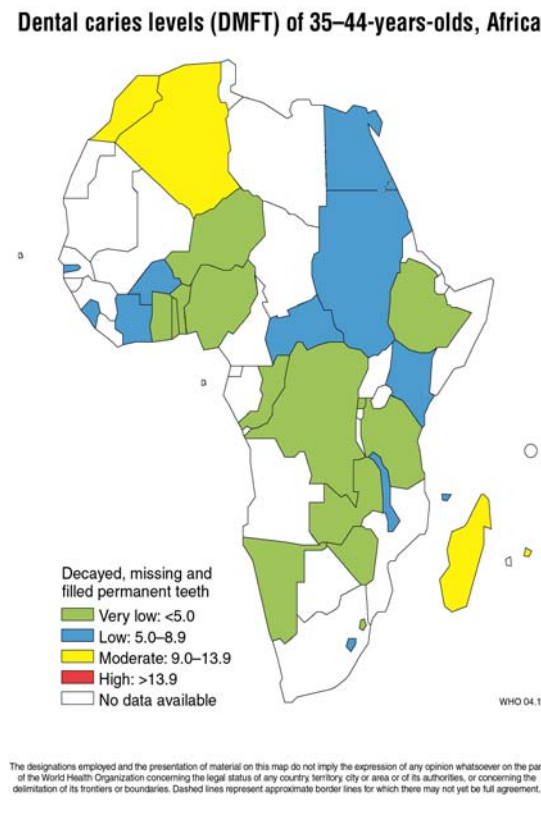 Dental caries levels (DMFT) of 35–44-years-olds, Africa
Decayed, missing and
filled permanent teeth
Very low: <5.0
Low: 5.0–8.9
Moderate: 9.0–13.9
High: >13.9
No data available
WHO 04.1
The designations employed and the presentation of material on this map do not imply the expression of any opinion whatsoever on the par
of the World Health Organization concerning the legal status of any country, territory, city or area or of its authorities, or concerning the
delimitation of its frontiers or boundaries. Dashed lines represent approximate border lines for which there may not yet be full agreement.